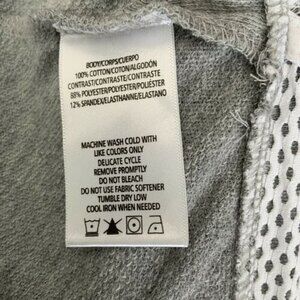 BODY/CORPS/CUERPO
100% COTTON/COTON/ALGODÓN
CONTRAST/CONTRASTE/CONTRASTE
88% POLYESTER/POLYESTER/POLIÉSTER
12% SPANDEX/ELASTHANNE/ELASTANO
MACHINE WASH COLD WITH
LIKE COLORS ONLY
DELICATE CYCLE
REMOVE PROMPTLY
DO NOT BLEACH
DO NOT USE FABRIC SOFTENER
TUMBLE DRY LOW
COOL IRON WHEN NEEDED